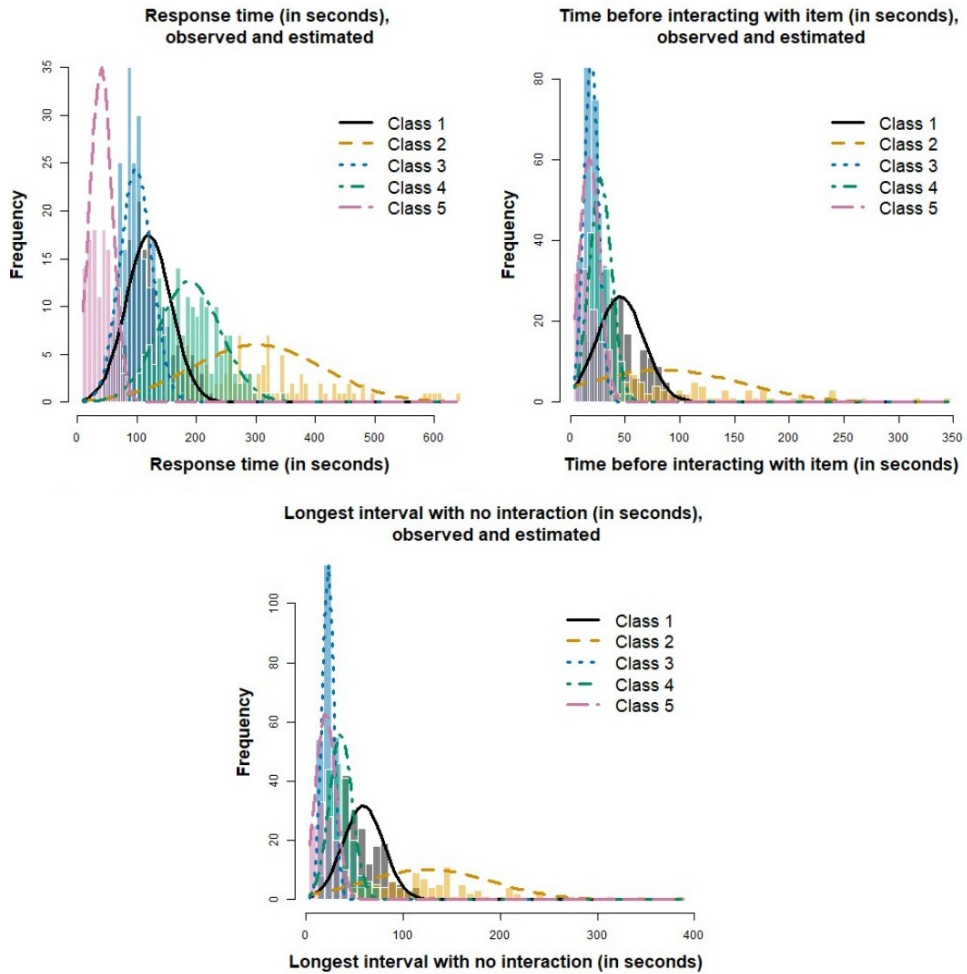 Response time (in seconds),
observed and estimated
35
30
25
20
15
10
5
0
Frequency
Class 1
Class 2
Class 3
Class 4
Class 5
0 100 200 300 400 500 600
Response time (in seconds)
Time before interacting with item (in seconds),
observed and estimated
80
60
40
20
0
Frequency
Class 1
Class 2
Class 3
Class 4
Class 5
0 50 100 150 200 250 300 350
Time before interacting with item (in seconds)
Longest interval with no interaction (in seconds),
observed and estimated
100
80
60
40
20
0
Frequency
Class 1
Class 2
Class 3
Class 4
Class 5
0 100 200 300 400
Longest interval with no interaction (in seconds)